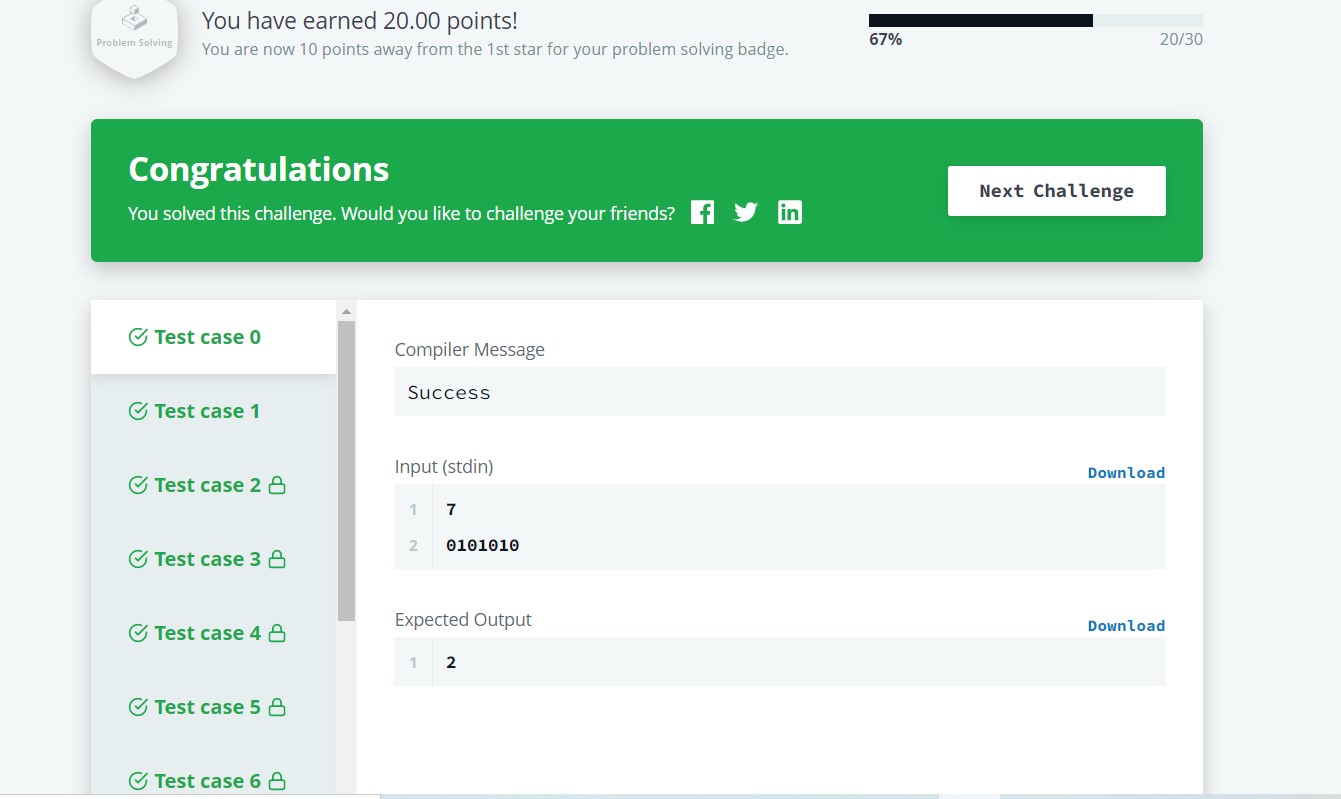 Problem Solving
You have earned 20.00 points!
You are now 10 points away from the 1st star for your problem solving badge.
67%
20/30
Congratulations
You solved this challenge. Would you like to challenge your friends?
Next Challenge
Test case 0
Test case 1
Test case 2
Test case 3
Test case 4
Test case 5
Test case 6
Compiler Message
Success
Input (stdin)
Download
1 7
2 0101010
Expected Output
Download
1 2